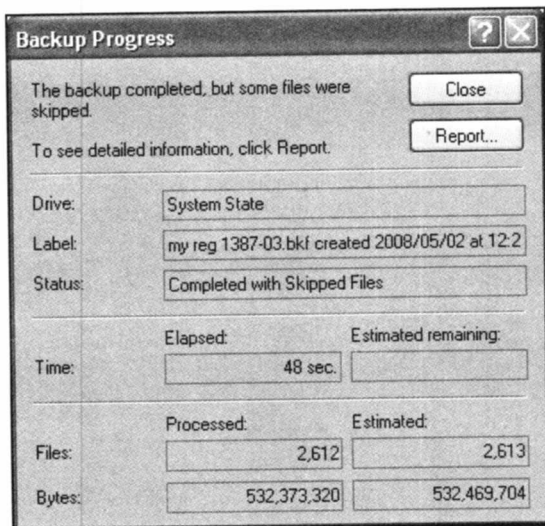 Backup Progress
The backup completed, but some files were
skipped.
Close
To see detailed information, click Report.
Report...
Drive: System State
Label: my reg 1387-03.bkf created 2008/05/02 at 12:2
Status: Completed with Skipped Files
Elapsed: Estimated remaining:
Time: 48 sec.
Processed: Estimated:
Files: 2,612 2,613
Bytes: 532,373,320 532,469,704